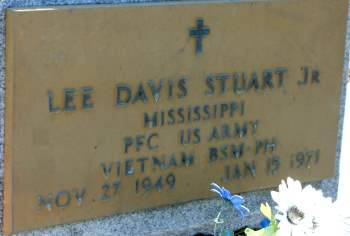 LEE DAVIS STUART JR
MISSISSIPPI
PFC US ARMY
VIETNAM BSM-PH
NOV 27 1949 JAN 15 1971